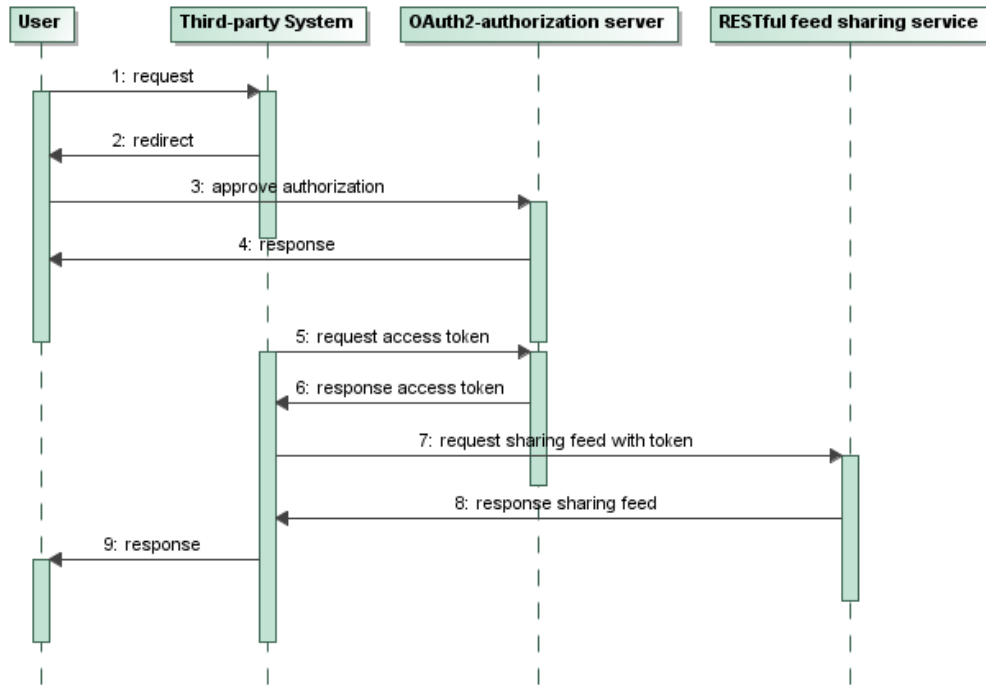 User
Third-party System
OAuth2-authorization server
RESTful feed sharing service
1: request
2: redirect
3: approve authorization
4: response
5: request access token
6: response access token
7: request sharing feed with token
8: response sharing feed
9: response